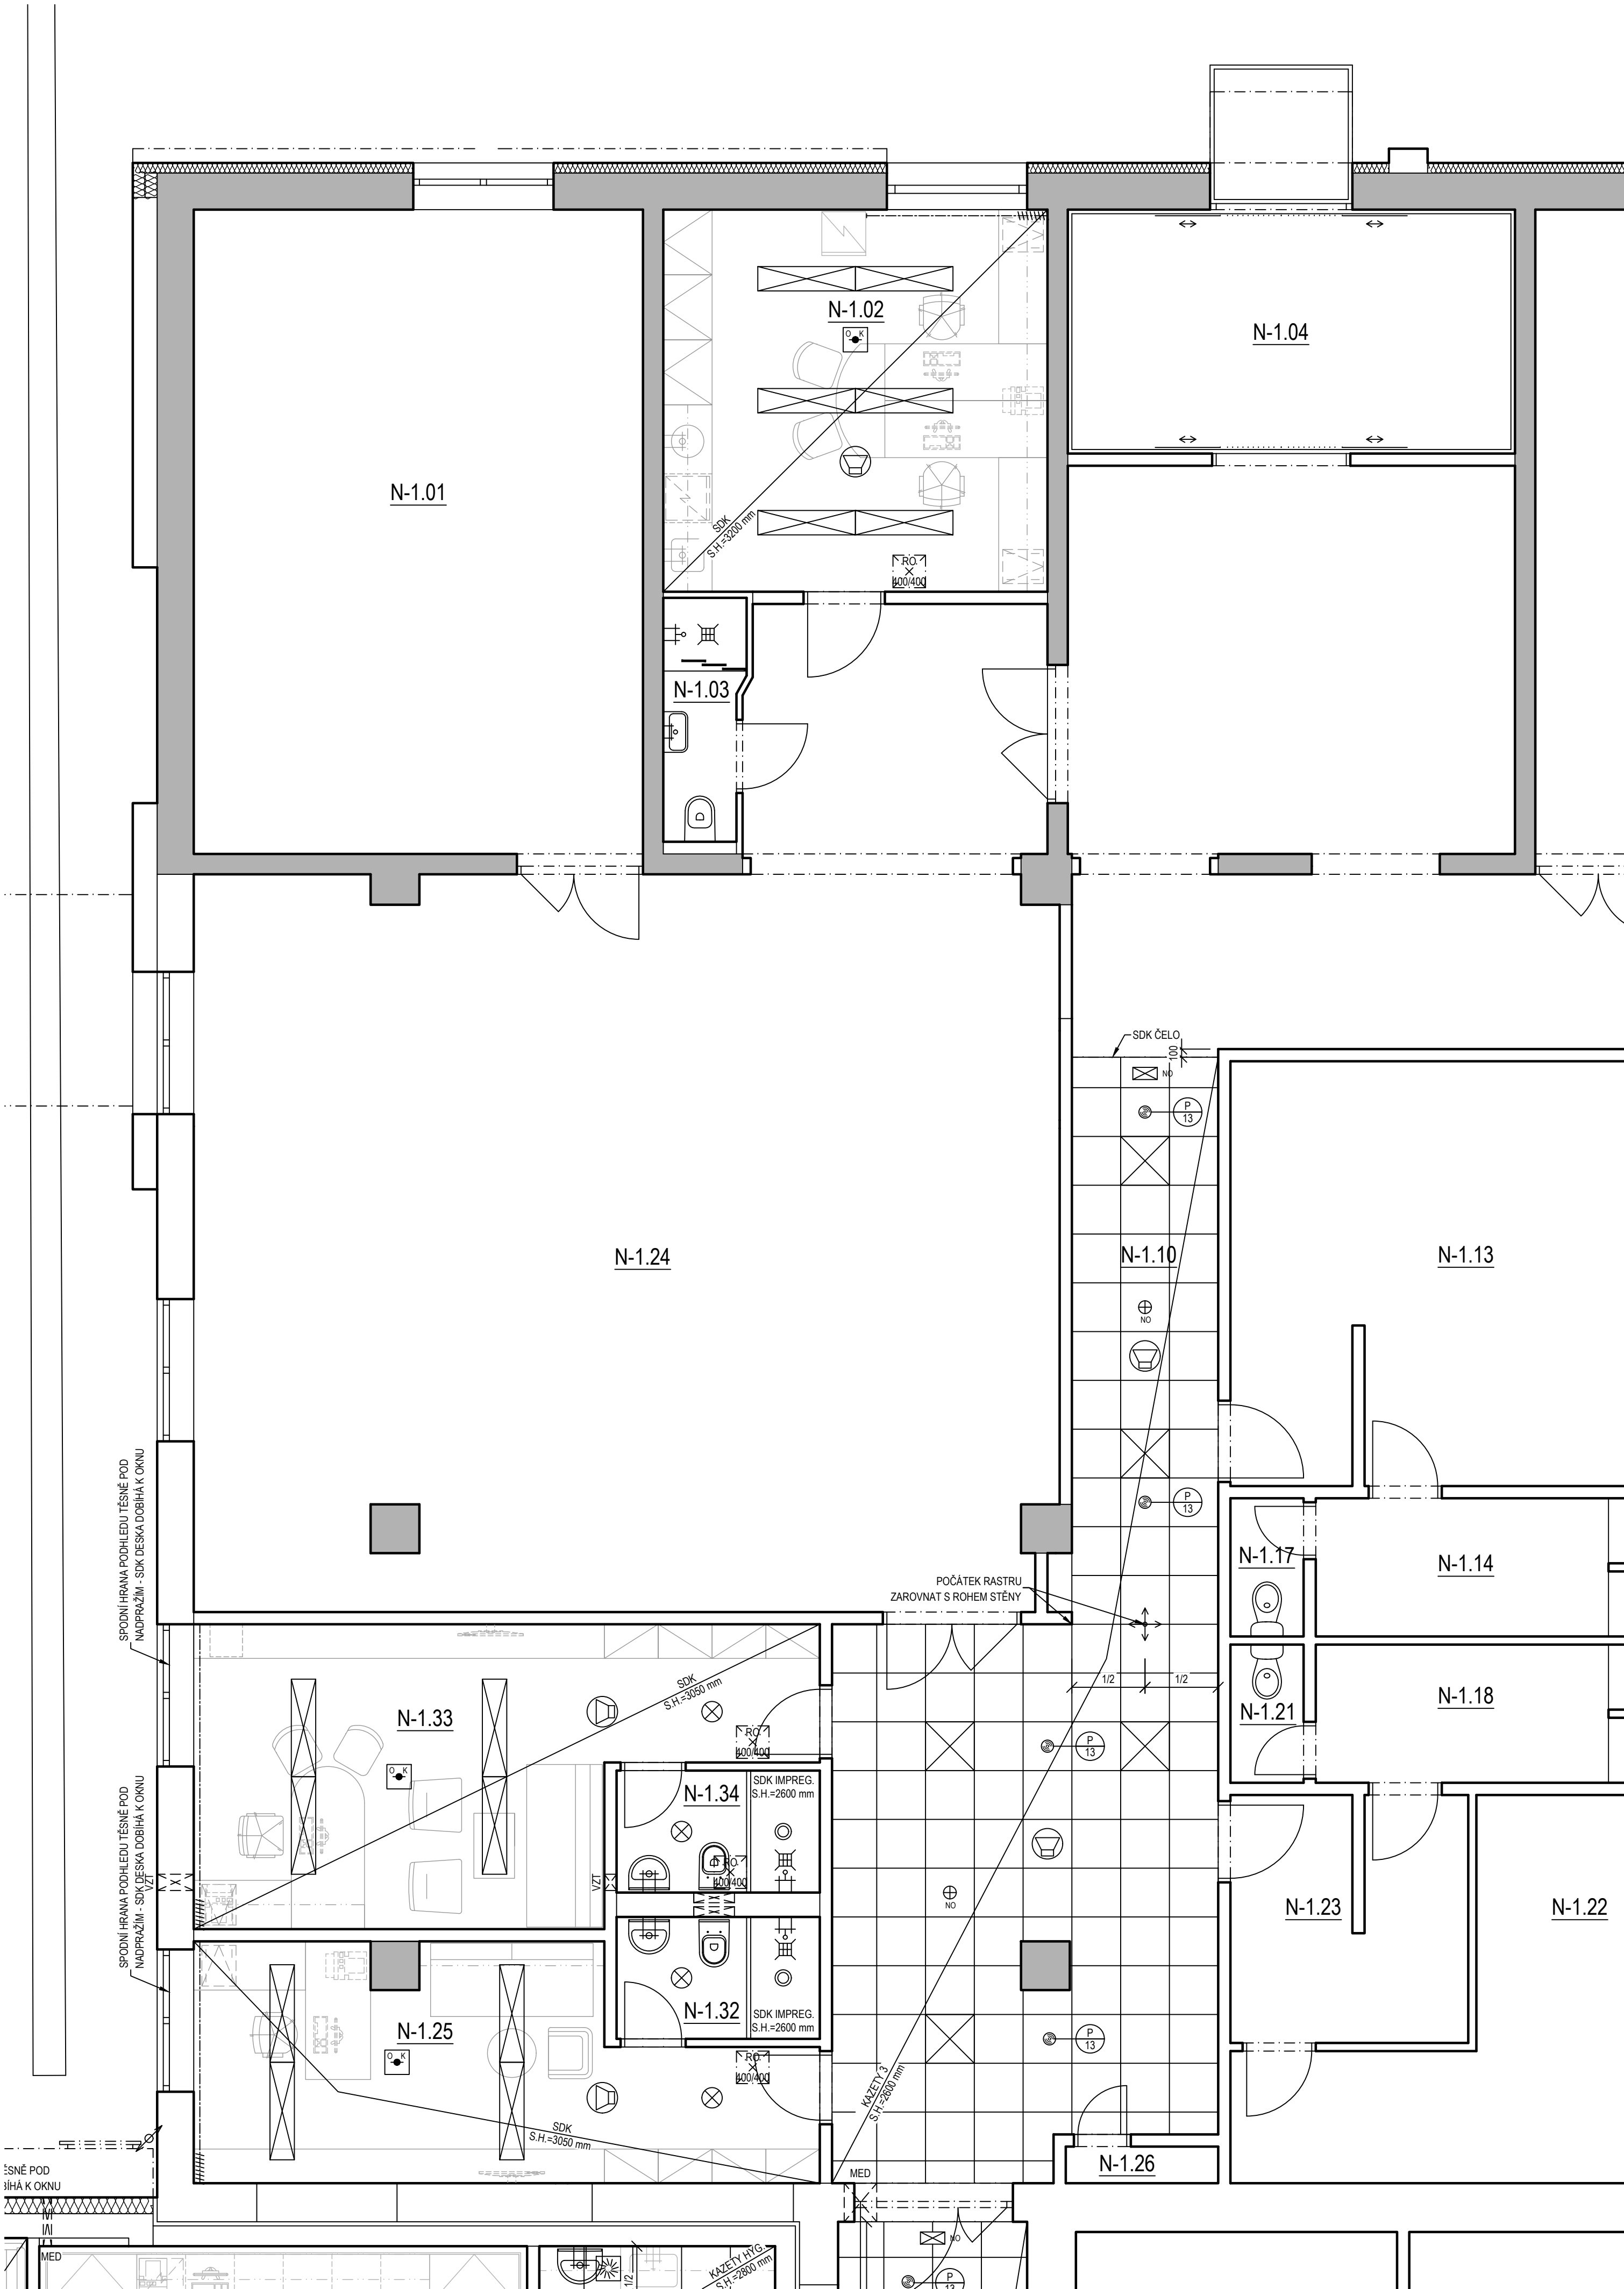 N-1.02
O K
N-1.04
N-1.01
SDK
S.H.=3200 mm
RO.
400/400
N-1.03
SDK ČELO
100
NO
P
13
N-1.24
N-1.10
N-1.13
NO
P
13
SPODNÍ HRANA PODHLEDU TĚSNĚ POD
NADPRAŽÍM - SDK DESKA DOBÍHÁ K OKNU
N-1.17
N-1.14
POČÁTEK RASTRU
ZAROVNAT S ROHEM STĚNY
1/2
1/2
SDK
S.H.=3050 mm
N-1.33
N-1.21
N-1.18
RO.
400/400
P
13
O K
SPODNÍ HRANA PODHLEDU TĚSNĚ POD
NADPRAŽÍM - SDK DESKA DOBÍHÁ K OKNU
VZT
N-1.34
SDK IMPREG.
S.H.=2600 mm
VZT
RO.
400/400
NO
N-1.23
N-1.22
N-1.32
SDK IMPREG.
S.H.=2600 mm
N-1.25
O K
P
13
RO.
400/400
KAZETY 3
S.H.=2600 mm
SDK
S.H.=3050 mm
N-1.26
MED
ĚSNĚ POD
BÍHÁ K OKNU
MED
NO
KAZETY HYG.
S.H.=2800 mm
1/2
P
13